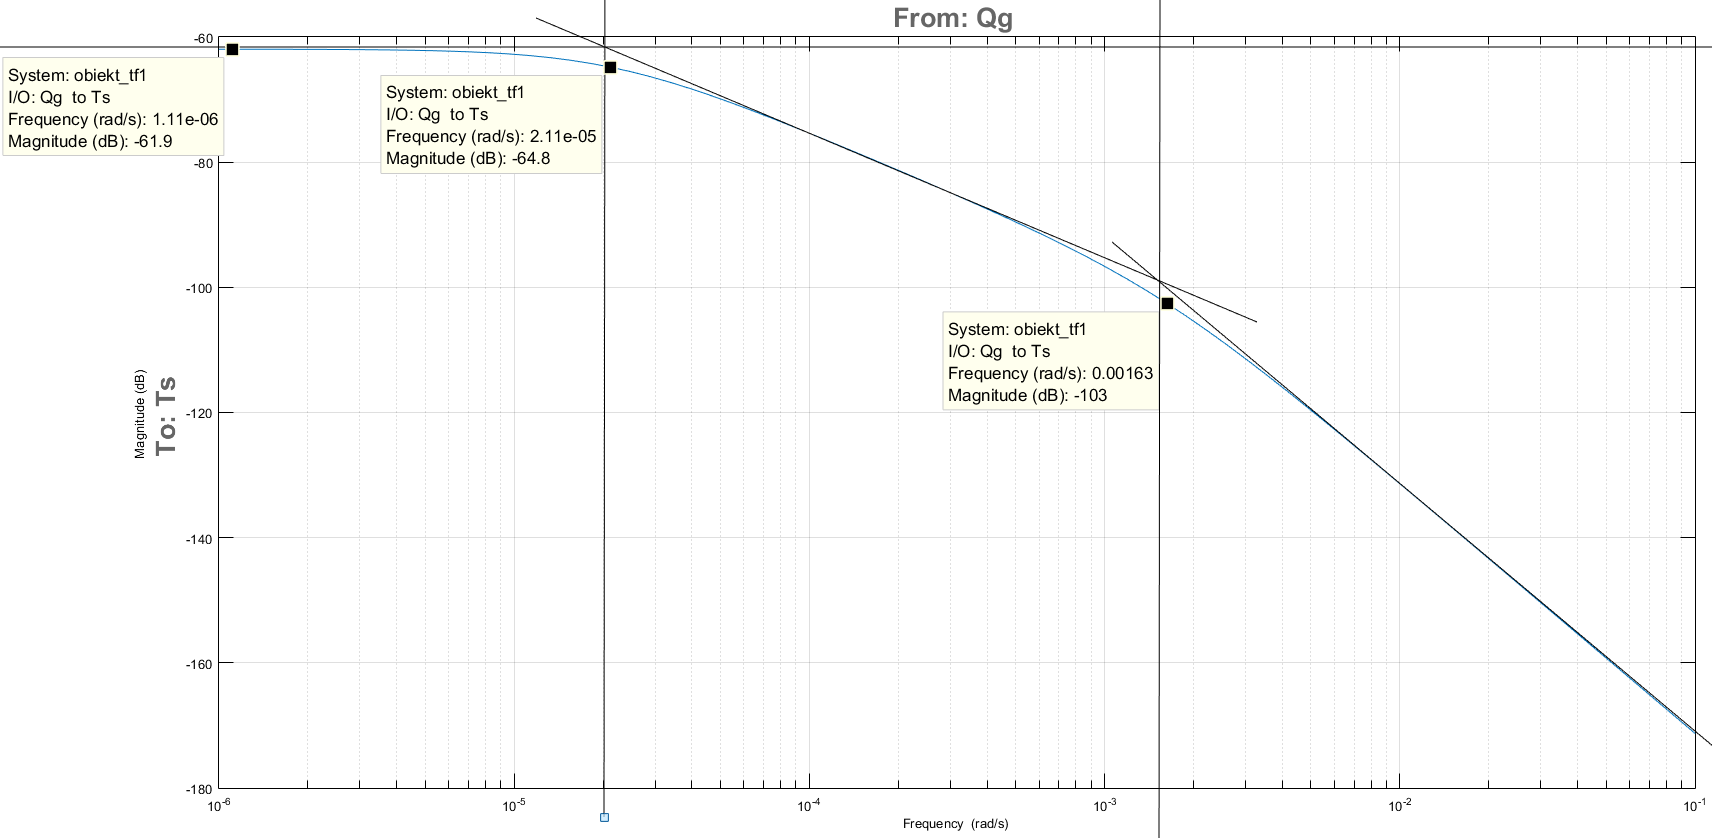 From: Qg
-60
System: obiekt_tf1
I/O: Qg to Ts
Frequency (rad/s): 1.11e-06
Magnitude (dB): -61.9
System: obiekt_tf1
I/O: Qg to Ts
Frequency (rad/s): 2.11e-05
Magnitude (dB): -64.8
-80
-100
System: obiekt_tf1
I/O: Qg to Ts
Frequency (rad/s): 0.00163
Magnitude (dB): -103
Magnitude (dB)
To: Ts
-120
-140
-160
-180
10^-6 10^-5 10^-4 10^-3 10^-2 10^-1
Frequency (rad/s)